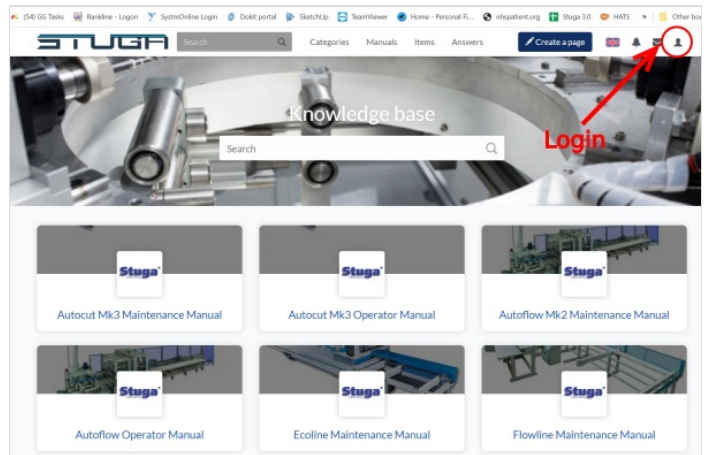 (54) GG Tasks Bankline - Logon SystmOnline Login Dokit portal SketchUp TeamViewer Home - Personal Fi... nhspatient.org Stuga 3.0 HATS » Other boo
STUGA Search Categories Manuals Items Answers Create a page
Login
Knowledge base
Search
Stuga Stuga Stuga
Autocut Mk3 Maintenance Manual Autocut Mk3 Operator Manual Autoflow Mk2 Maintenance Manual
Stuga Stuga Stuga
Autoflow Operator Manual Ecoline Maintenance Manual Flowline Maintenance Manual